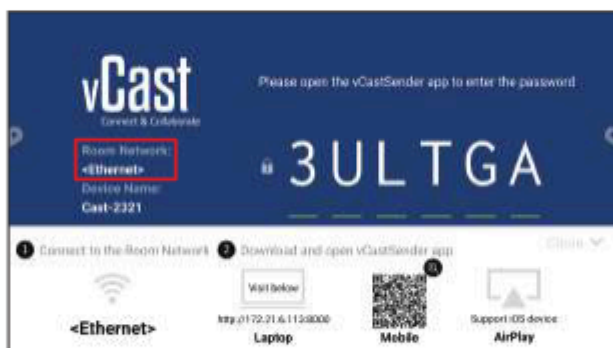 vCast
Connect & Collaborate
Please open the vCastSender app to enter the password
Room Network:
<Ethernet>
Device Name:
Cast-2321
3ULTGA
1 Connect to the Room Network
2 Download and open vCastSender app
Close
Visit below
http://172.21.6.113:8000
Laptop
Mobile
Support iOS device
AirPlay
<Ethernet>